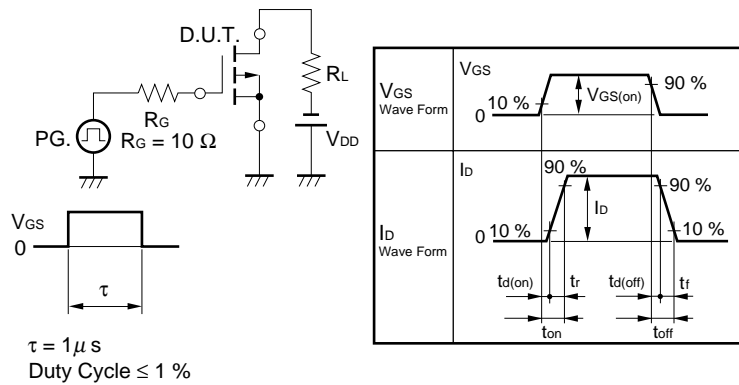 D.U.T.
RL
RG
RG = 10 Ω
PG.
VDD
VGS
0
τ
τ = 1μ s
Duty Cycle ≤ 1 %
VGS
Wave Form
VGS
10 %
0
VGS(on)
90 %
ID
Wave Form
ID
90 %
90 %
ID
0 10 %
10 %
td(on)
tr
td(off)
tf
ton
toff